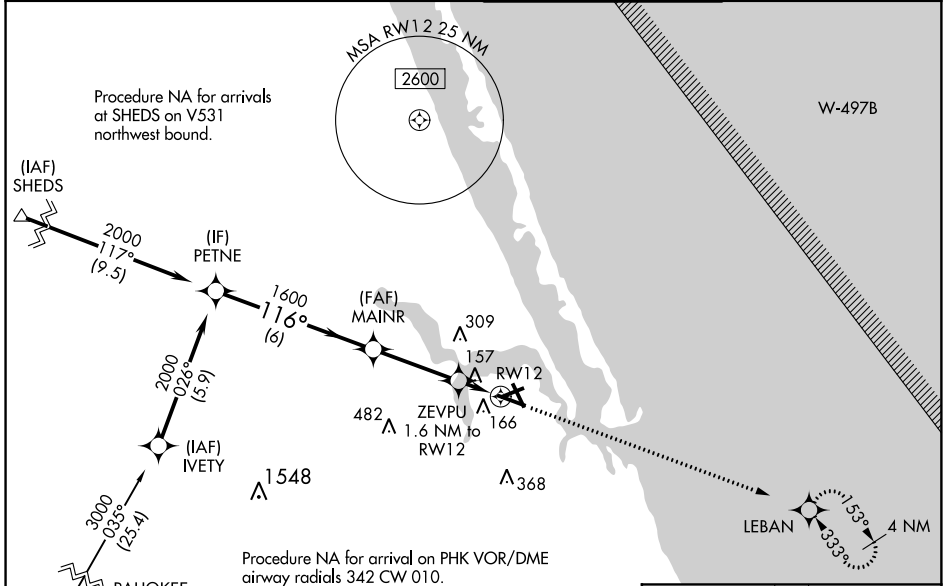 MSA RW12 25 NM
2600
Procedure NA for arrivals
at SHEDS on V531
northwest bound.
W-497B
(IAF)
SHEDS
2000
117°
(9.5)
(IF)
PETNE
1600
116°
(6)
(FAF)
MAINR
309
157
RW12
2000
026°
(5.9)
482
ZEVPU
1.6 NM to
RW12
166
(IAF)
IVETY
1548
368
3000
035°
(25.4)
LEBAN
153°
333°
4 NM
Procedure NA for arrival on PHK VOR/DME
airway radials 342 CW 010.
PAHOKEE